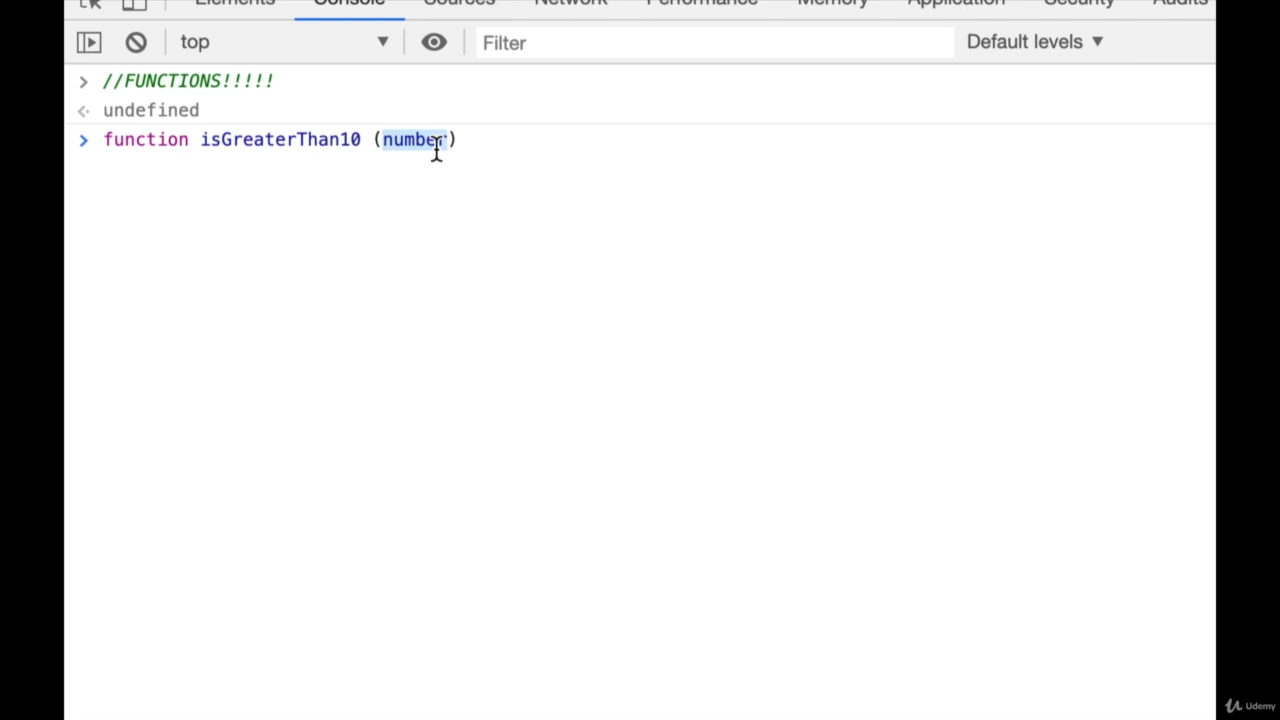 Elements Console Sources Network Performance Memory Application Security Audits
top ▼ Filter Default levels ▼
> //FUNCTIONS!!!!!
<· undefined
> function isGreaterThan10 (number)
Udemy